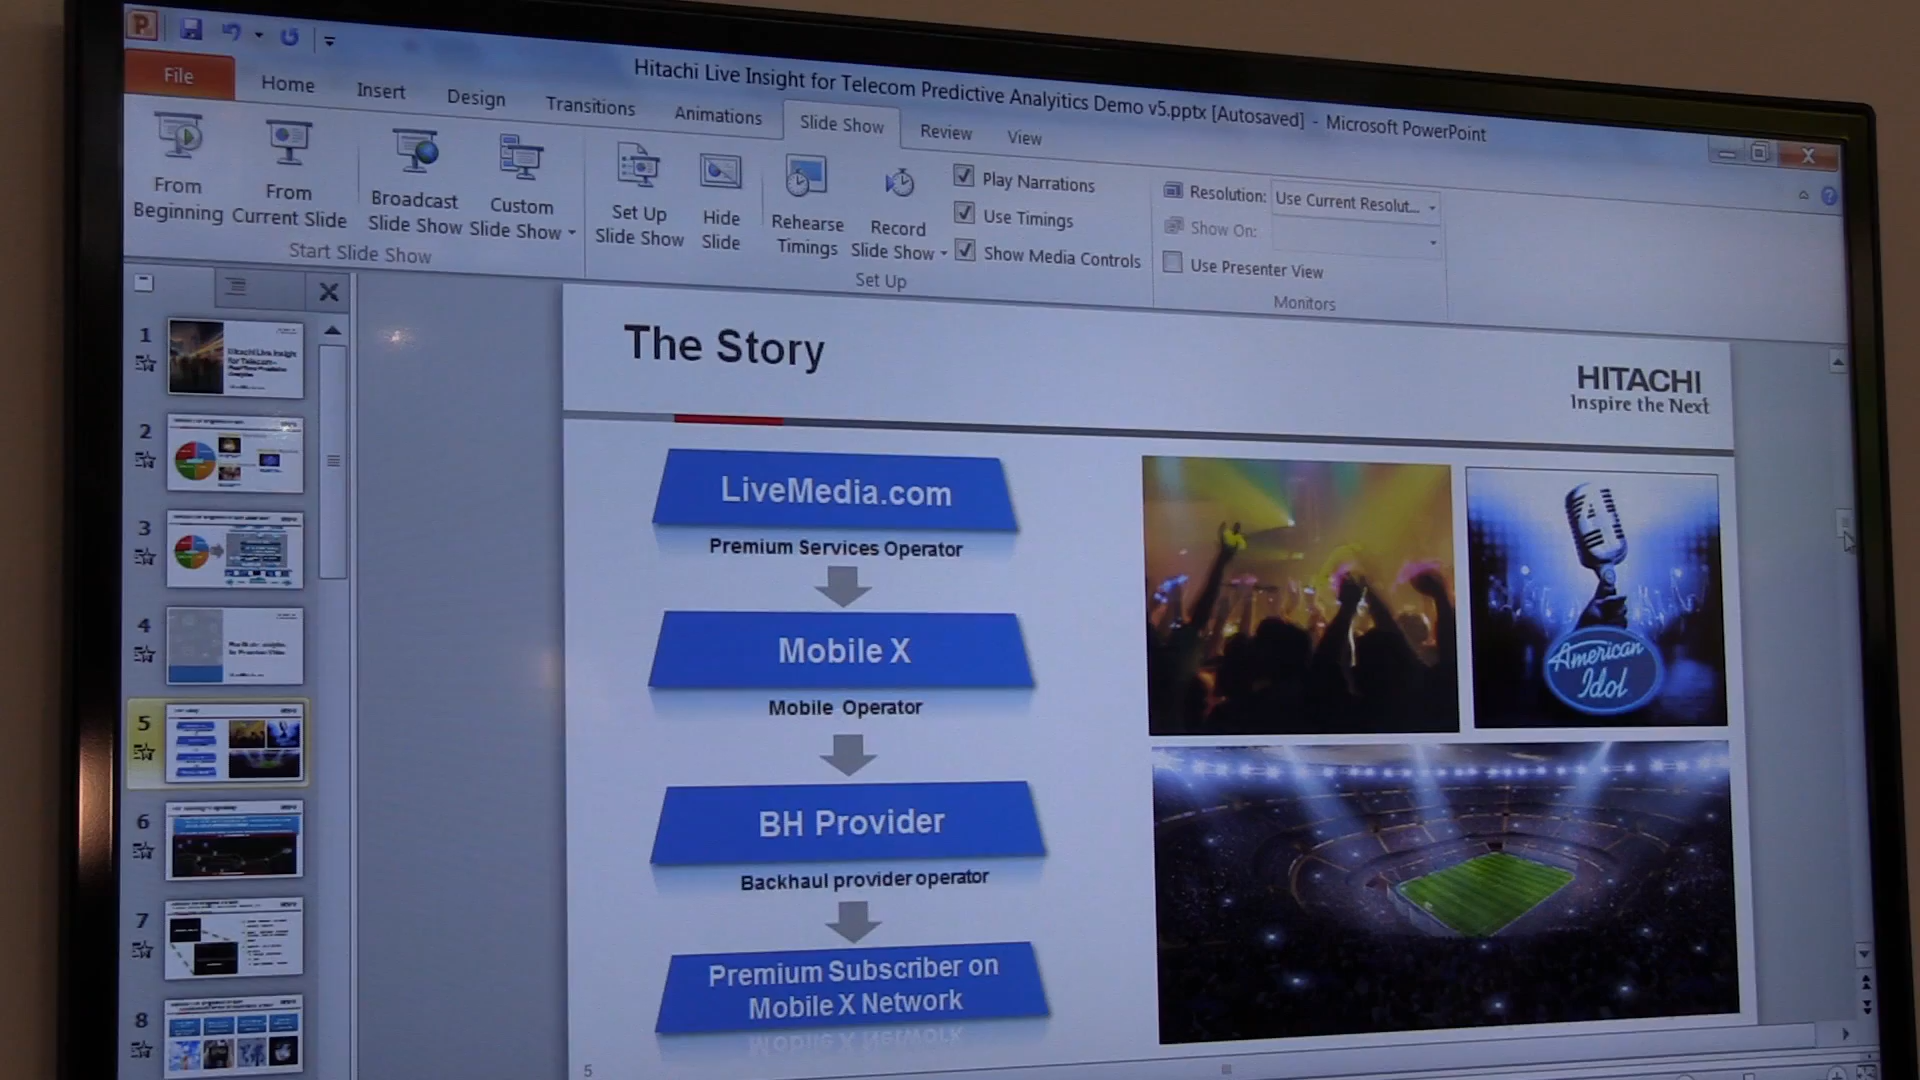 Hitachi Live Insight for Telecom Predictive Analyitics Demo v5.pptx [Autosaved] - Microsoft PowerPoint
File Home Insert Design Transitions Animations Slide Show Review View
From Beginning
From Current Slide
Broadcast Slide Show
Custom Slide Show
Start Slide Show
Set Up Slide Show
Hide Slide
Rehearse Timings
Record Slide Show
Play Narrations
Use Timings
Show Media Controls
Set Up
Resolution: Use Current Resolut...
Show On:
Use Presenter View
Monitors
1
2
3
4
5
6
7
8
The Story
HITACHI
Inspire the Next
LiveMedia.com
Premium Services Operator
Mobile X
Mobile Operator
BH Provider
Backhaul provider operator
Premium Subscriber on
Mobile X Network
American
Idol
5